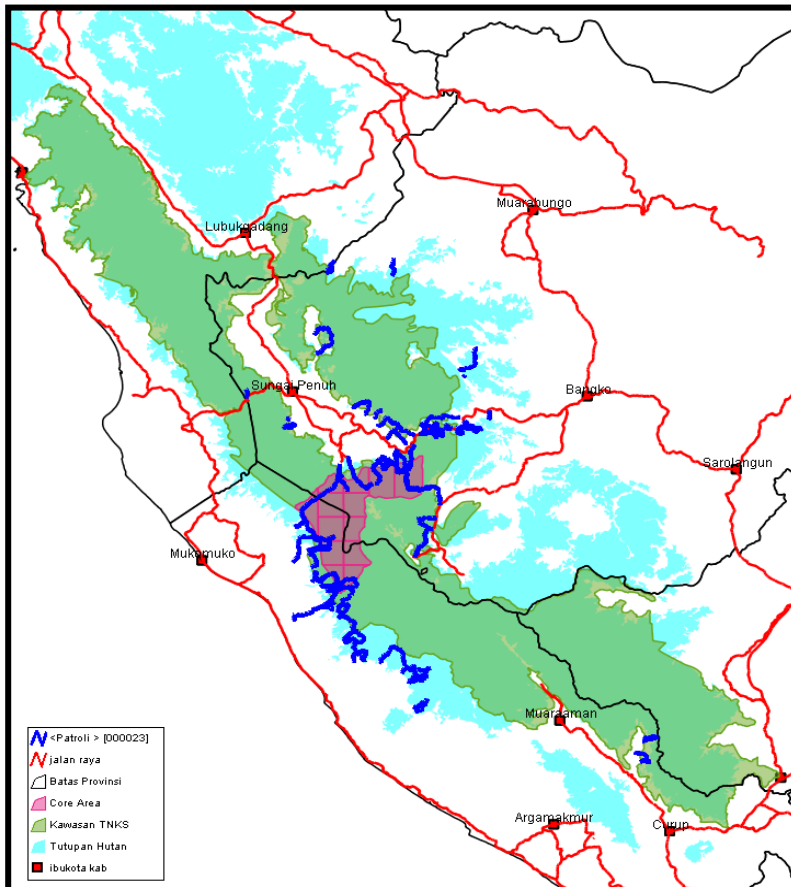 Lubukgadang
Muarabungo
Sungai Penuh
Bangko
Sarolangun
Mukomuko
Muaraaman
Argamakmur
Curup
<Patroli > [000023]
jalan raya
Batas Provinsi
Core Area
Kawasan TNKS
Tutupan Hutan
ibukota kab